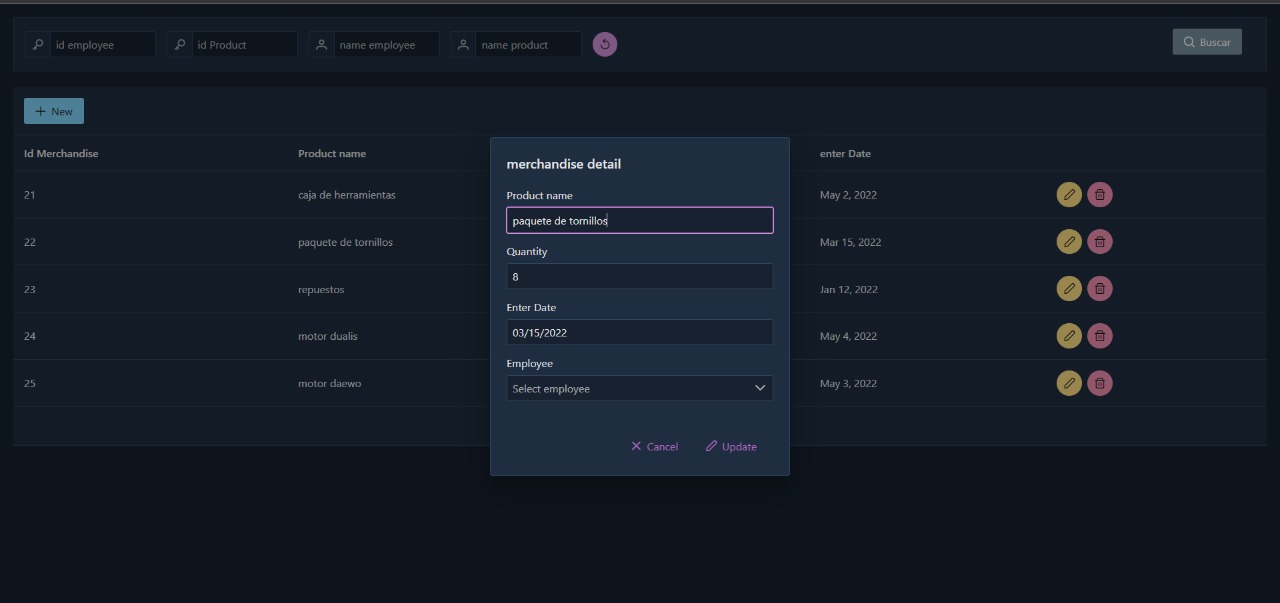 id employee id Product name employee name product Buscar
New
Id Merchandise Product name enter Date
21 caja de herramientas May 2, 2022
22 paquete de tornillos Mar 15, 2022
23 repuestos Jan 12, 2022
24 motor dualis May 4, 2022
25 motor daewo May 3, 2022
merchandise detail
Product name
paquete de tornillos
Quantity
8
Enter Date
03/15/2022
Employee
Select employee
Cancel Update